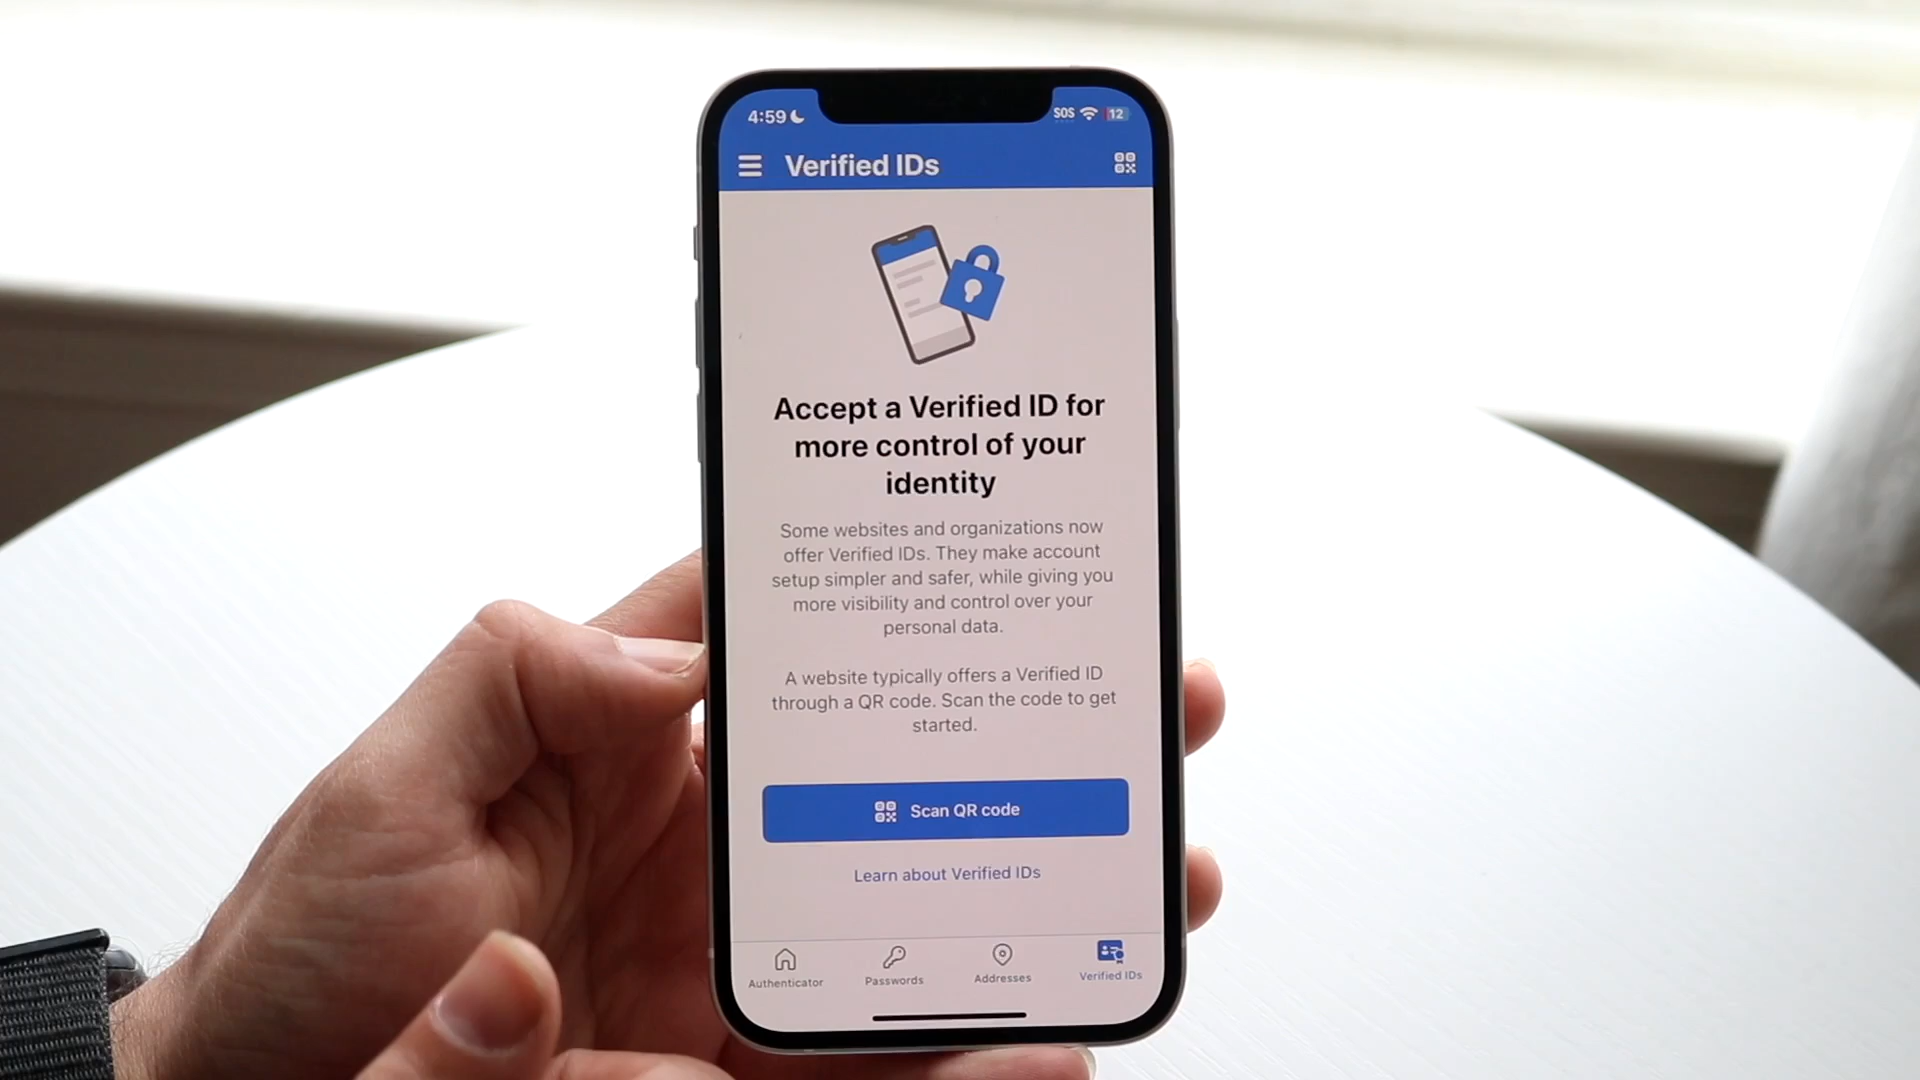 4:59
SOS 12
Verified IDs
Accept a Verified ID for
more control of your
identity
Some websites and organizations now
offer Verified IDs. They make account
setup simpler and safer, while giving you
more visibility and control over your
personal data.
A website typically offers a Verified ID
through a QR code. Scan the code to get
started.
Scan QR code
Learn about Verified IDs
Authenticator
Passwords
Addresses
Verified IDs